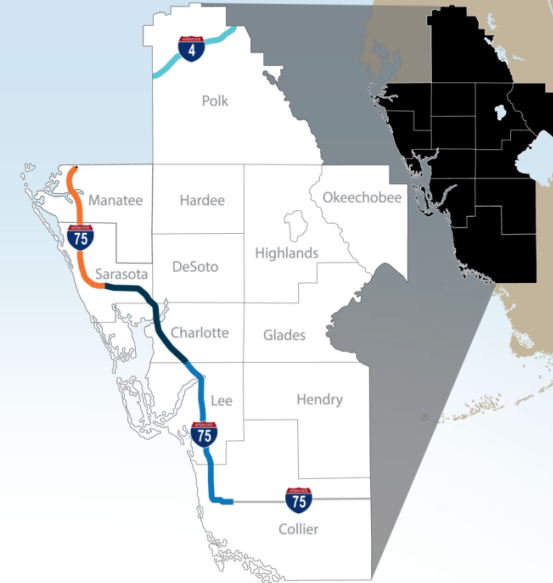 4
Polk
Manatee
Hardee
Okeechobee
75
Highlands
DeSoto
Sarasota
Charlotte
Glades
Lee
Hendry
75
75
Collier